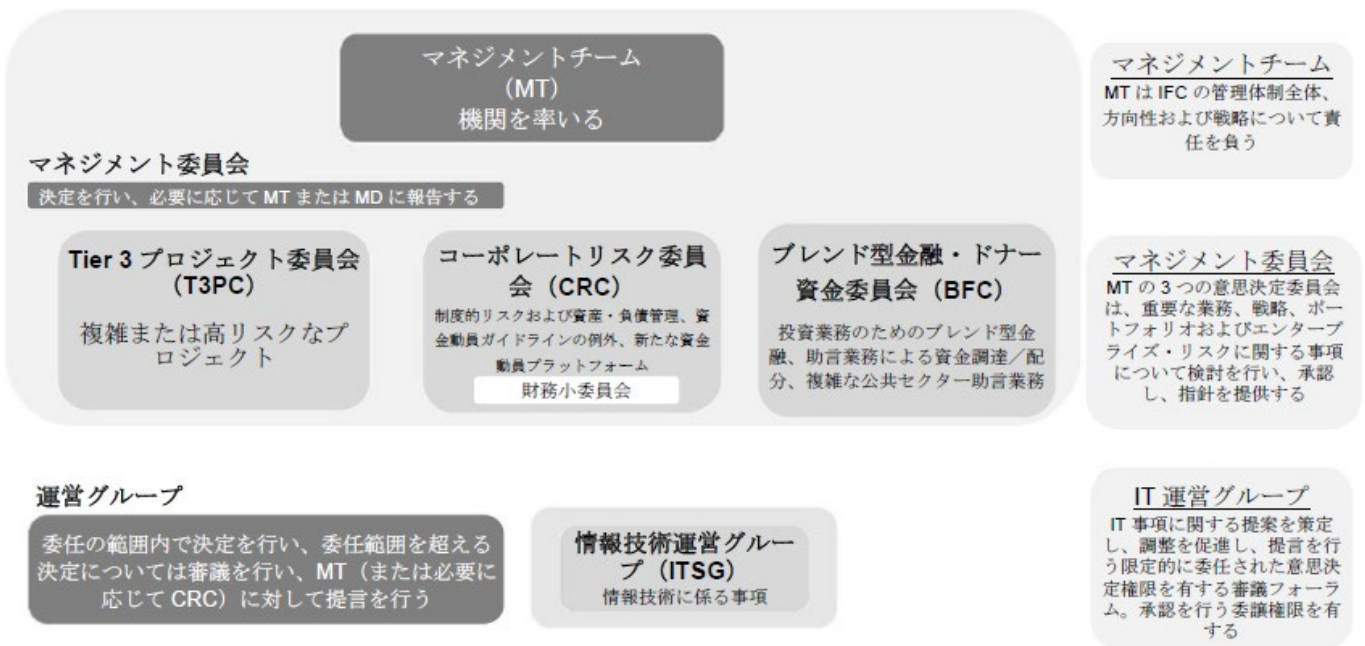 マネジメントチーム
(MT)
機関を率いる
マネジメント委員会
決定を行い、必要に応じて MT または MD に報告する
Tier 3 プロジェクト委員会
(T3PC)
複雑または高リスクなプ
ロジェクト
コーポレートリスク委員
会（CRC）
制度的リスクおよび資産・負債管理、資
金動員ガイドラインの例外、新たな資金
動員プラットフォーム
財務小委員会
ブレンド型金融・ドナー
資金委員会（BFC）
投資業務のためのブレンド型金
融、助言業務による資金調達／配
分、複雑な公共セクター助言業務
マネジメントチーム
MT は IFC の管理体制全体、
方向性および戦略について責
任を負う
マネジメント委員会
MT の 3 つの意思決定委員会
は、重要な業務、戦略、ポー
トフォリオおよびエンタープ
ライズ・リスクに関する事項
について検討を行い、承認
し、指針を提供する
運営グループ
委任の範囲内で決定を行い、委任範囲を超える
決定については審議を行い、MT（または必要に
応じて CRC）に対して提言を行う
情報技術運営グルー
プ（ITSG）
情報技術に係る事項
IT 運営グループ
IT 事項に関する提案を策定
し、調整を促進し、提言を行
う限定的に委任された意思決
定権限を有する審議フォーラ
ム。承認を行う委譲権限を有
する